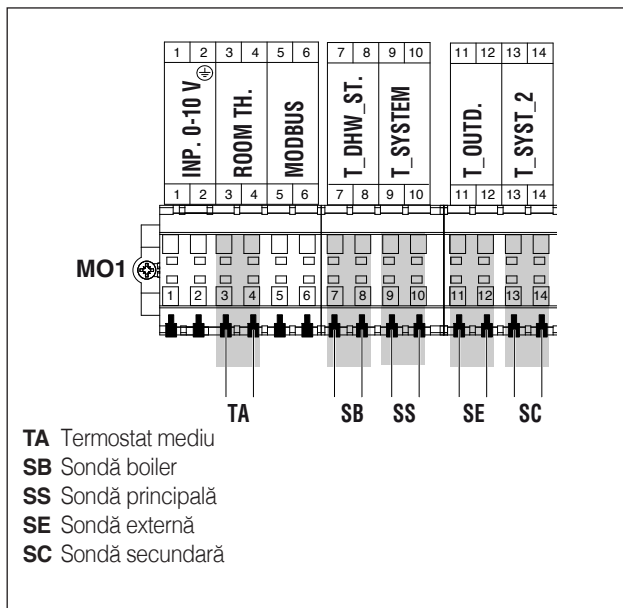 1 2 3 4 5 6 7 8 9 10 11 12 13 14
INP. 0-10 V
ROOM TH.
MODBUS
T_DHW_ST.
T_SYSTEM
T_OUTD.
T_SYST_2
1 2 3 4 5 6 7 8 9 10 11 12 13 14
MO1
1 2 3 4 5 6 7 8 9 10 11 12 13 14
TA SB SS SE SC
TA Termostat mediu
SB Sondă boiler
SS Sondă principală
SE Sondă externă
SC Sondă secundară